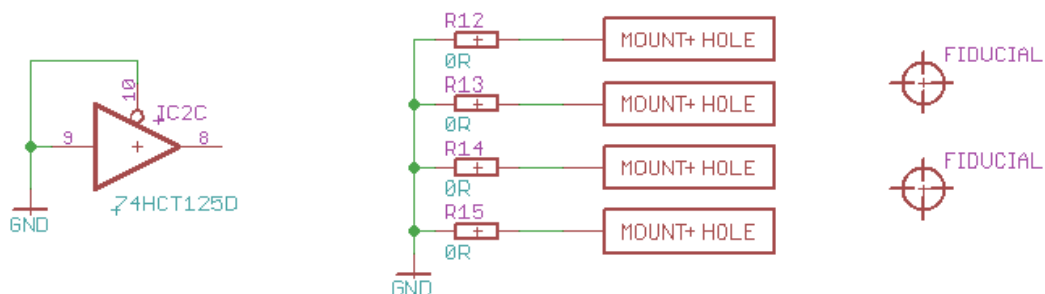 10
IC2C
9
8
74HCT125D
GND
R12
MOUNT HOLE
0R
R13
MOUNT HOLE
0R
R14
MOUNT HOLE
0R
R15
MOUNT HOLE
0R
GND
FIDUCIAL
FIDUCIAL